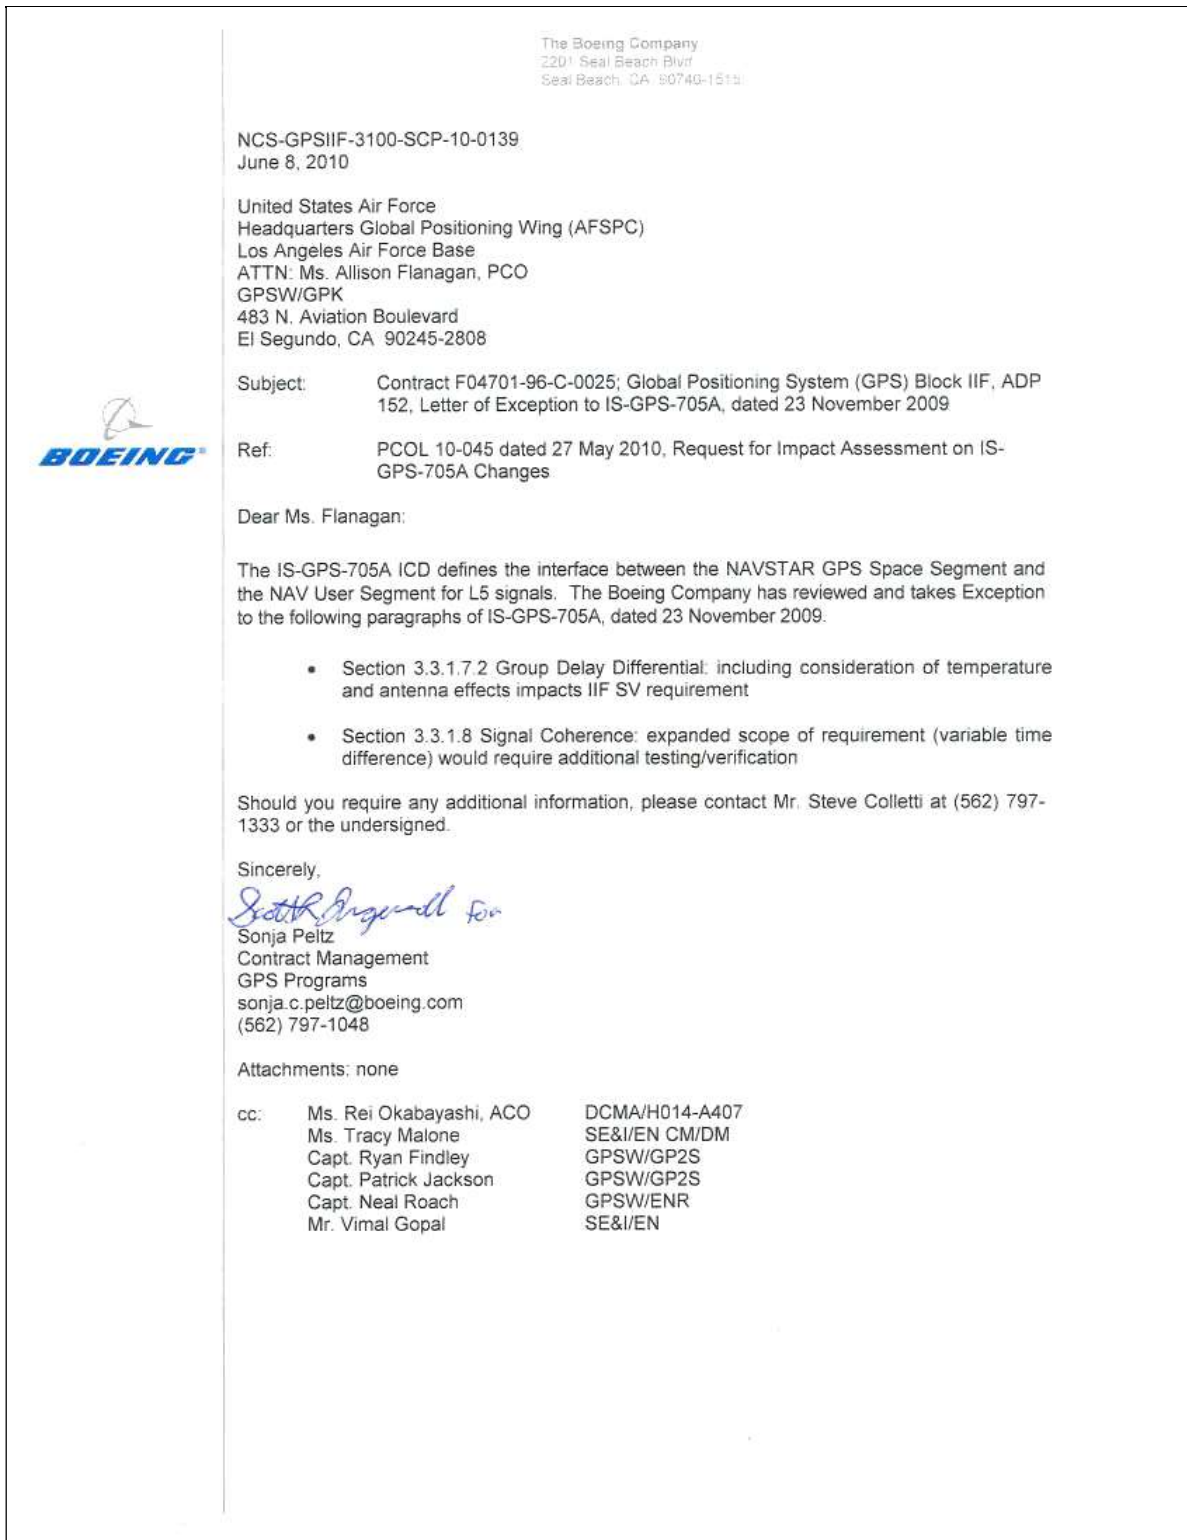 The Boeing Company
2201 Seal Beach Blvd
Seal Beach, CA 90740-1515
NCS-GPSIIF-3100-SCP-10-0139
June 8, 2010
United States Air Force
Headquarters Global Positioning Wing (AFSPC)
Los Angeles Air Force Base
ATTN: Ms. Allison Flanagan, PCO
GPSW/GPK
483 N. Aviation Boulevard
El Segundo, CA 90245-2808
Subject: Contract F04701-96-C-0025; Global Positioning System (GPS) Block IIF, ADP
152, Letter of Exception to IS-GPS-705A, dated 23 November 2009
BOEING®
Ref: PCOL 10-045 dated 27 May 2010, Request for Impact Assessment on IS-
GPS-705A Changes
Dear Ms. Flanagan:
The IS-GPS-705A ICD defines the interface between the NAVSTAR GPS Space Segment and
the NAV User Segment for L5 signals. The Boeing Company has reviewed and takes Exception
to the following paragraphs of IS-GPS-705A, dated 23 November 2009.
• Section 3.3.1.7.2 Group Delay Differential: including consideration of temperature
and antenna effects impacts IIF SV requirement
• Section 3.3.1.8 Signal Coherence: expanded scope of requirement (variable time
difference) would require additional testing/verification
Should you require any additional information, please contact Mr. Steve Colletti at (562) 797-
1333 or the undersigned.
Sincerely,
for
Sonja Peltz
Contract Management
GPS Programs
sonja.c.peltz@boeing.com
(562) 797-1048
Attachments: none
cc: Ms. Rei Okabayashi, ACO DCMA/H014-A407
Ms. Tracy Malone SE&I/EN CM/DM
Capt. Ryan Findley GPSW/GP2S
Capt. Patrick Jackson GPSW/GP2S
Capt. Neal Roach GPSW/ENR
Mr. Vimal Gopal SE&I/EN